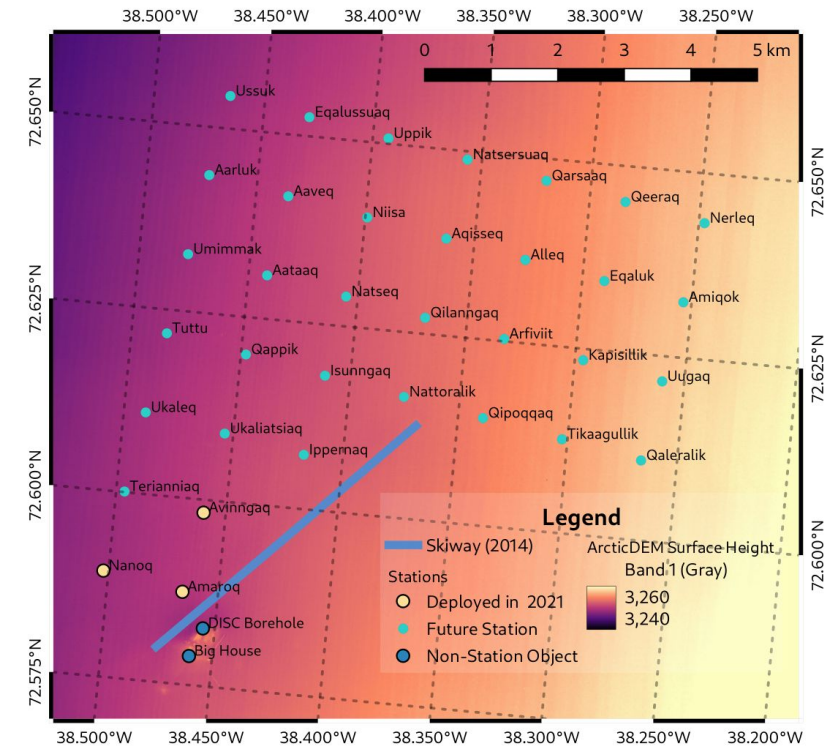 38.500°W 38.450°W 38.400°W 38.350°W 38.300°W 38.250°W
0 1 2 3 4 5 km
72.650°N
72.625°N
72.600°N
72.575°N
72.650°N
72.625°N
72.600°N
Ussuk
Eqalussuaq
Uppik
Natsersuaq
Qarsaaq
Qeeraq
Nerleq
Aarluk
Aaveq
Niisa
Aqisseq
Alleq
Eqaluk
Amiqok
Umimmak
Aataaq
Natseq
Qilanngaq
Arfiviit
Kapisillik
Uugaq
Tuttu
Qappik
Isunngaq
Nattoralik
Qipoqqaq
Tikaagullik
Qaleralik
Ukaleq
Ukaliatsiaq
Ippernaq
Terianniaq
Avinngaq
Nanoq
Amaroq
DISC Borehole
Big House
Legend
Skiway (2014)
Stations
Deployed in 2021
Future Station
Non-Station Object
ArcticDEM Surface Height
Band 1 (Gray)
3,260
3,240
38.500°W 38.450°W 38.400°W 38.350°W 38.300°W 38.250°W 38.200°W